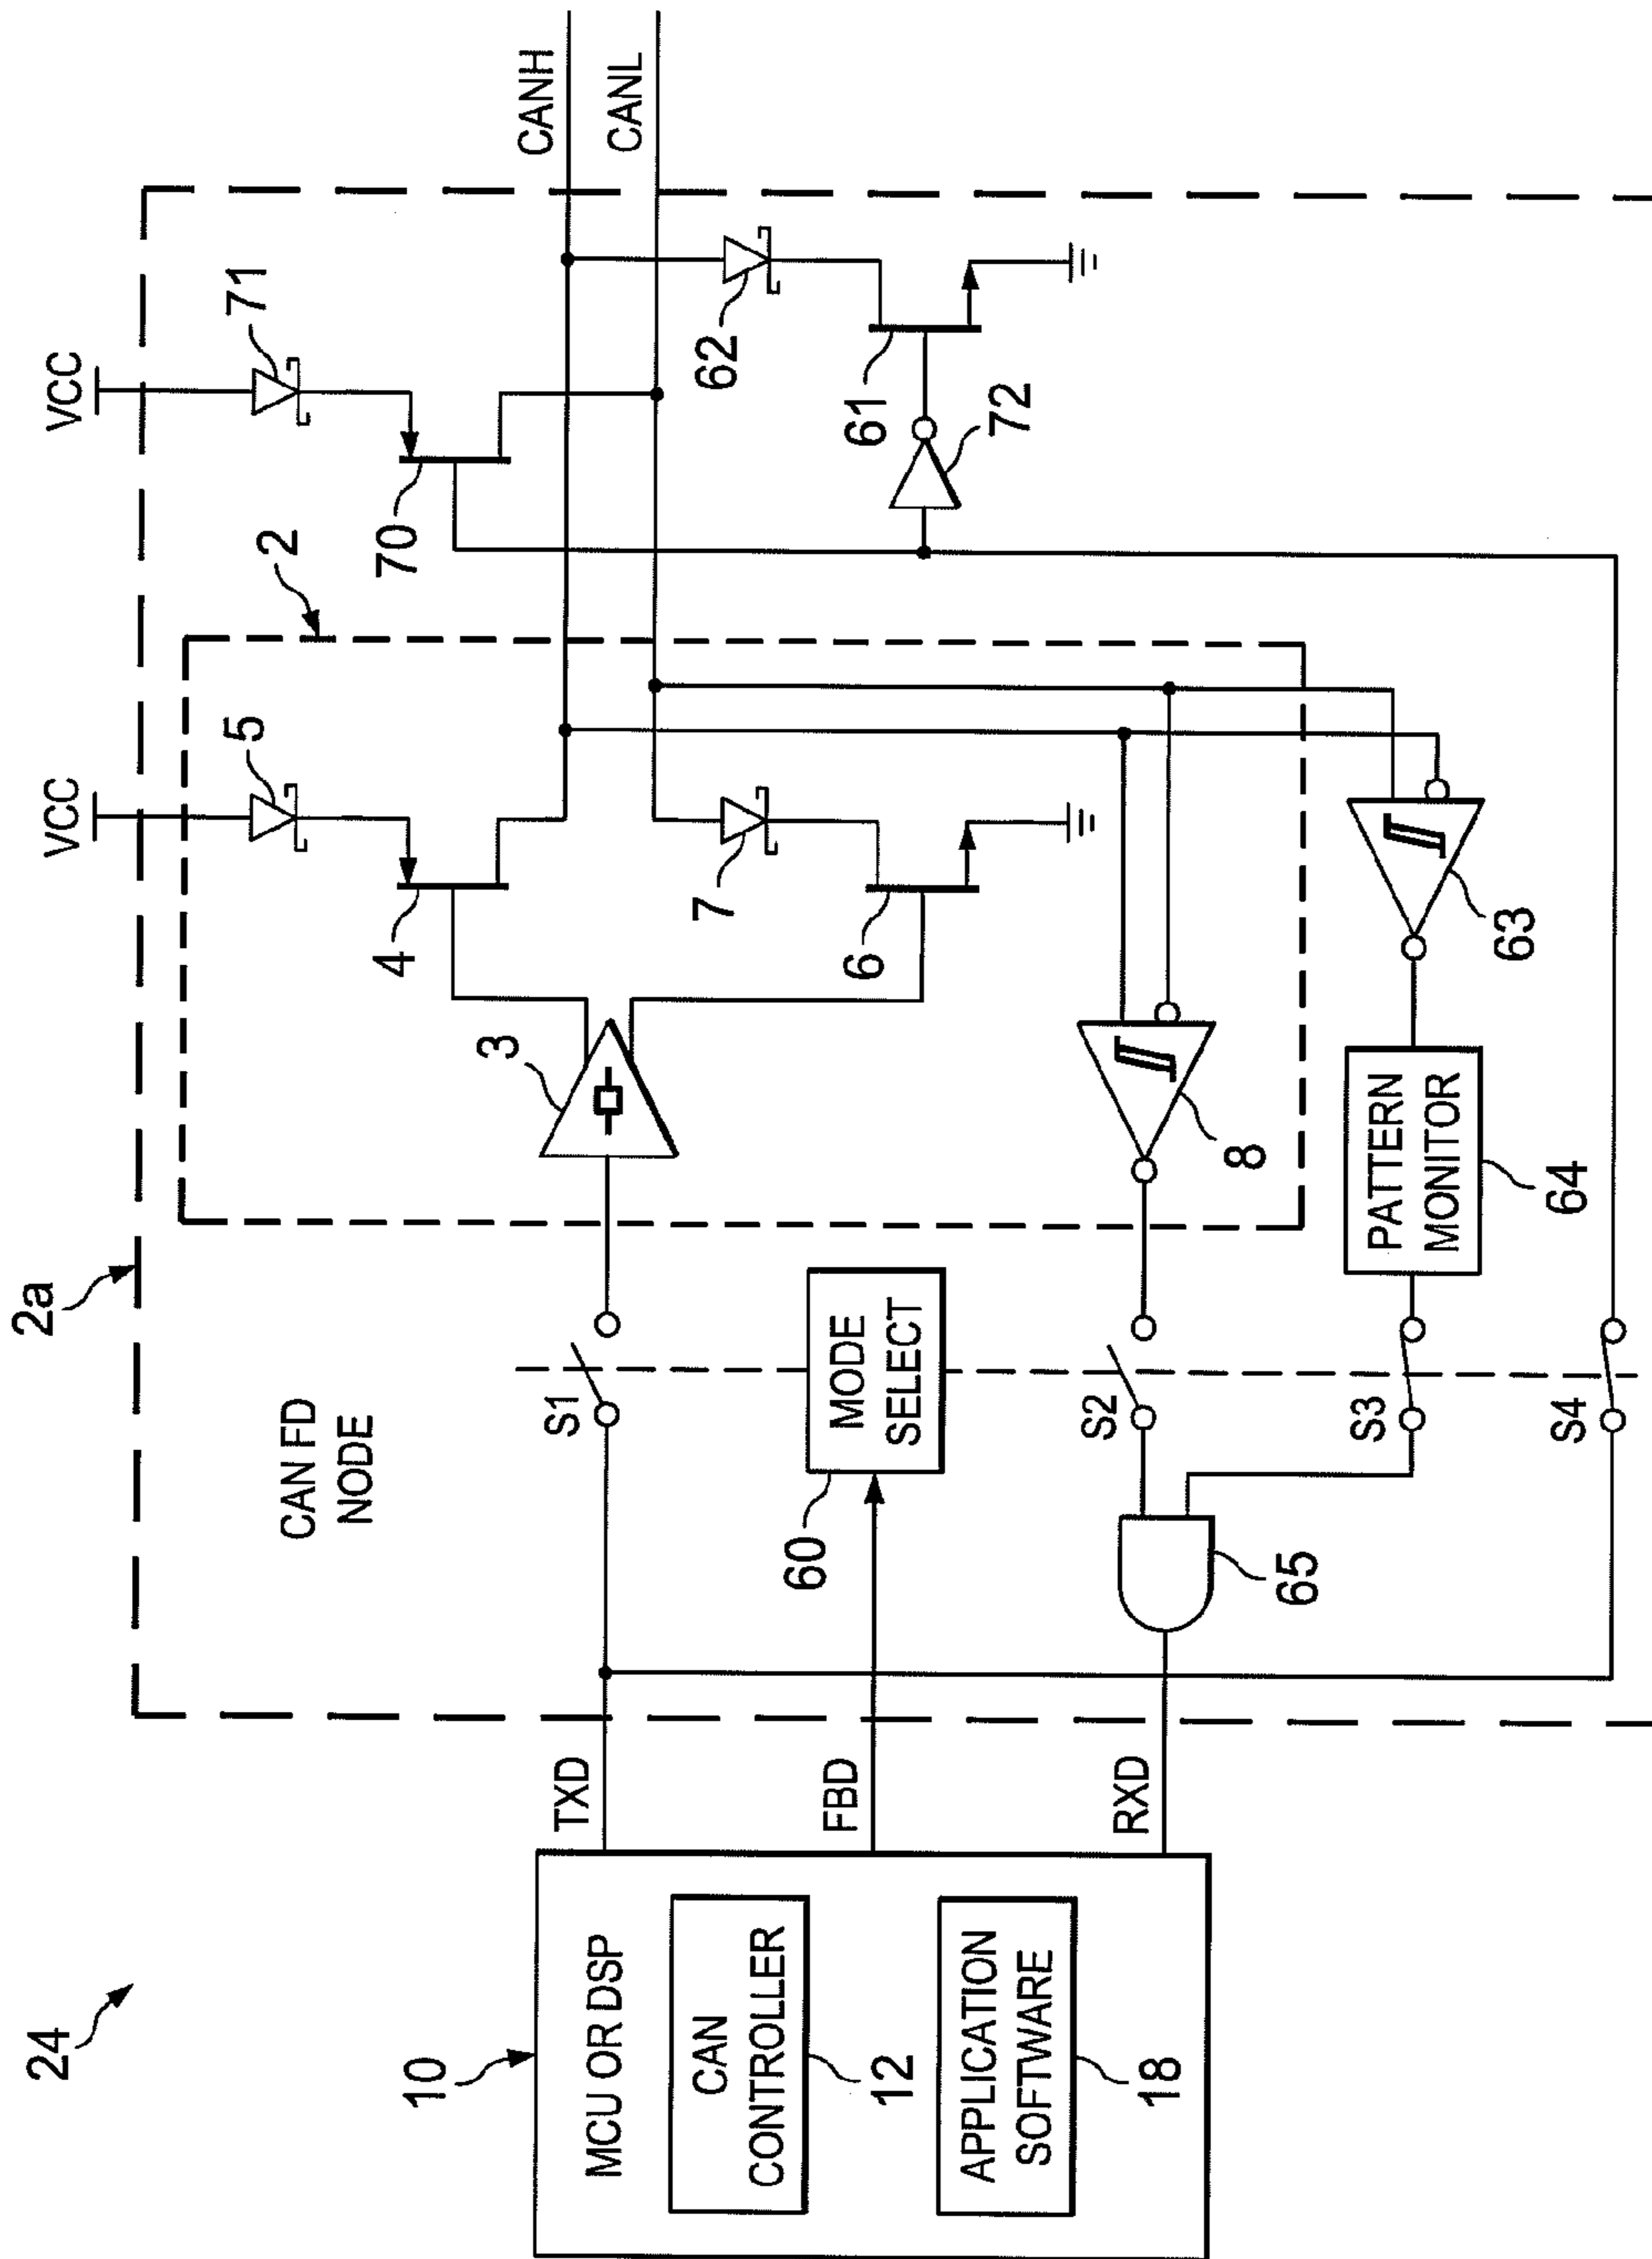 24
2a
VCC
VCC
5
71
2
CANH
CANL
4
70
3
7
6
62
61
72
8
63
CAN FD
NODE
S1
MODE
SELECT
60
S2
65
S3
S4
PATTERN
MONITOR
64
TXD
FBD
RXD
10
MCU OR DSP
CAN
CONTROLLER
12
APPLICATION
SOFTWARE
18